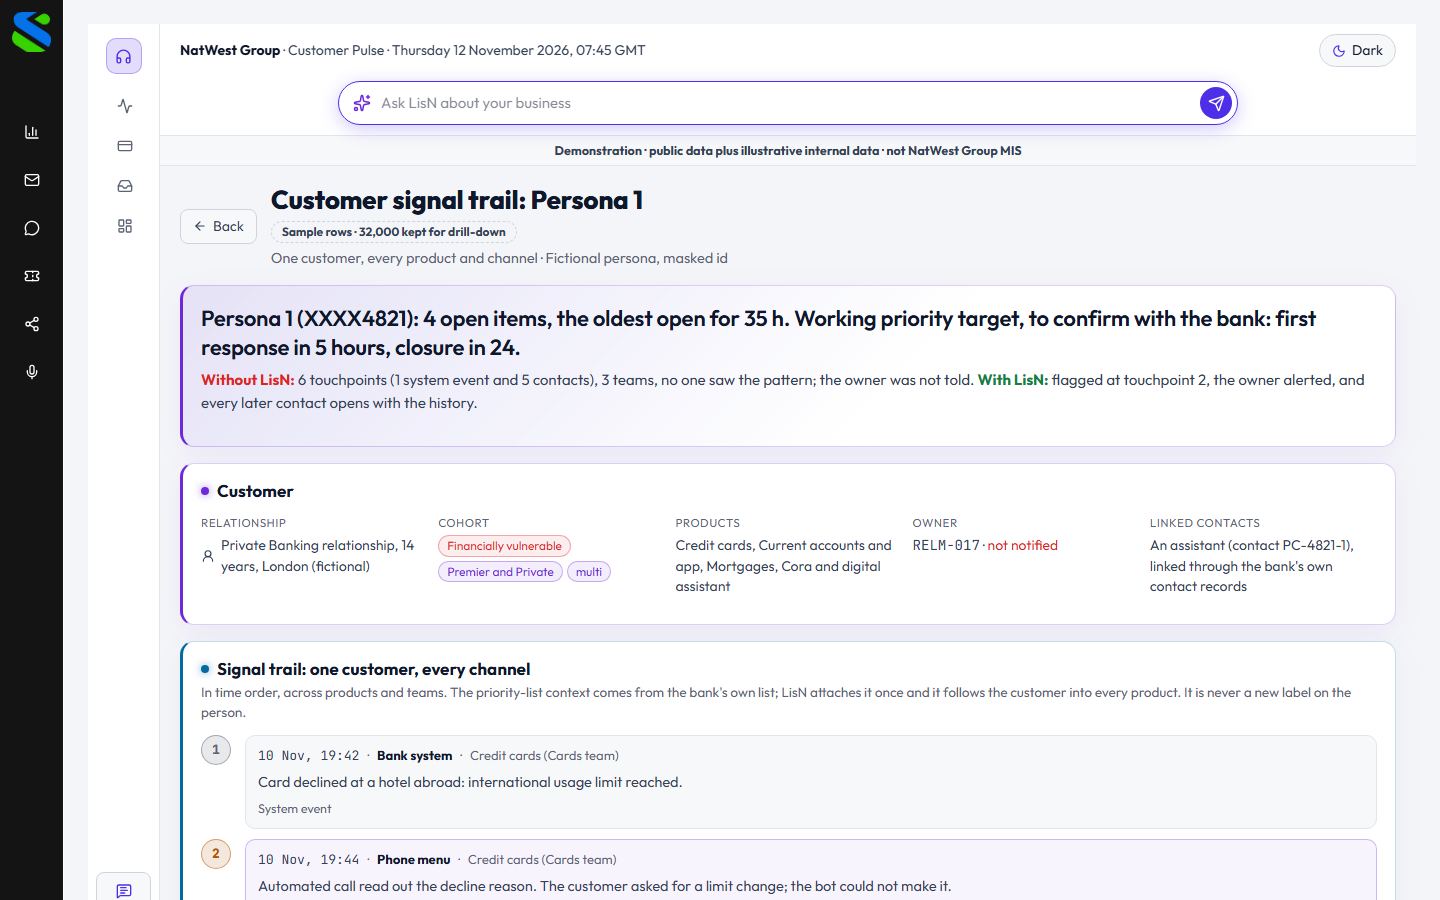 NatWest Group · Customer Pulse · Thursday 12 November 2026, 07:45 GMT
Dark
Ask LisN about your business
Demonstration · public data plus illustrative internal data · not NatWest Group MIS
Back
Customer signal trail: Persona 1
Sample rows · 32,000 kept for drill-down
One customer, every product and channel · Fictional persona, masked id
Persona 1 (XXXX4821): 4 open items, the oldest open for 35 h. Working priority target, to confirm with the bank: first
response in 5 hours, closure in 24.
Without LisN: 6 touchpoints (1 system event and 5 contacts), 3 teams, no one saw the pattern; the owner was not told. With LisN: flagged at touchpoint 2, the owner alerted, and
every later contact opens with the history.
Customer
RELATIONSHIP
Private Banking relationship, 14
years, London (fictional)
COHORT
Financially vulnerable
Premier and Private
multi
PRODUCTS
Credit cards, Current accounts and
app, Mortgages, Cora and digital
assistant
OWNER
RELM-017 · not notified
LINKED CONTACTS
An assistant (contact PC-4821-1),
linked through the bank's own
contact records
Signal trail: one customer, every channel
In time order, across products and teams. The priority-list context comes from the bank's own list; LisN attaches it once and it follows the customer into every product. It is never a new label on the
person.
1
10 Nov, 19:42 · Bank system · Credit cards (Cards team)
Card declined at a hotel abroad: international usage limit reached.
System event
2
10 Nov, 19:44 · Phone menu · Credit cards (Cards team)
Automated call read out the decline reason. The customer asked for a limit change; the bot could not make it.